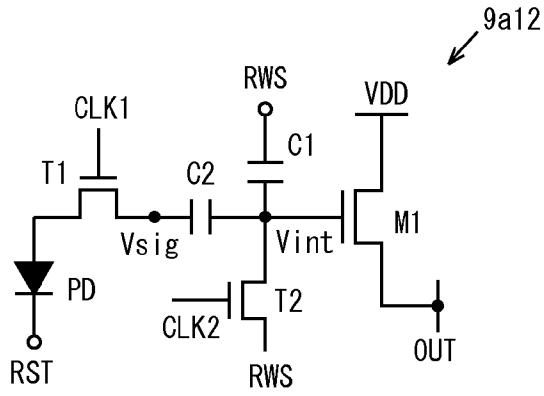 9a12
RWS
VDD
CLK1
C1
T1
C2
M1
Vsig
Vint
PD
T2
CLK2
OUT
RST
RWS